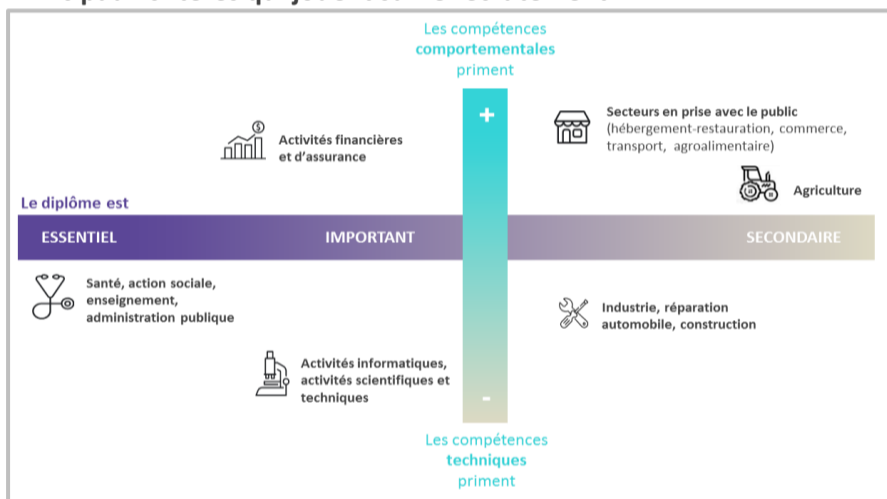 Les compétences
comportementales
priment
+
Secteurs en prise avec le public
(hébergement-restauration, commerce,
transport, agroalimentaire)
$
Activités financières
et d'assurance
Agriculture
Le diplôme est
ESSENTIEL
IMPORTANT
SECONDAIRE
Santé, action sociale,
enseignement,
administration publique
Industrie, réparation
automobile, construction
Activités informatiques,
activités scientifiques et
techniques
-
Les compétences
techniques
priment